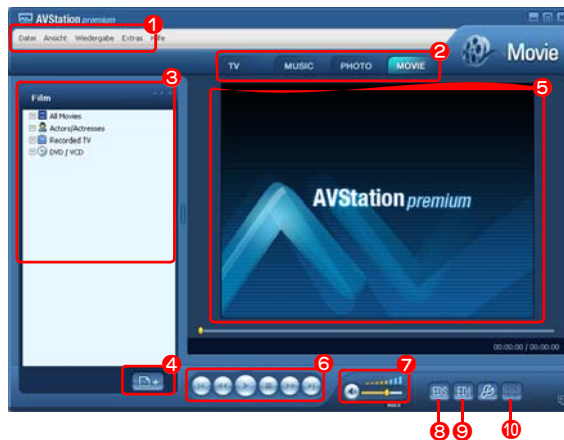 AVStation premium
1
Datei Ansicht Wiedergabe Extras Hilfe
2
TV MUSIC PHOTO MOVIE
Movie
3
Film
All Movies
Actors/Actresses
Recorded TV
DVD / VCD
5
AVStation premium
00:00:00 / 00:00:00
4
6
7
EDS EDI
8
9
10